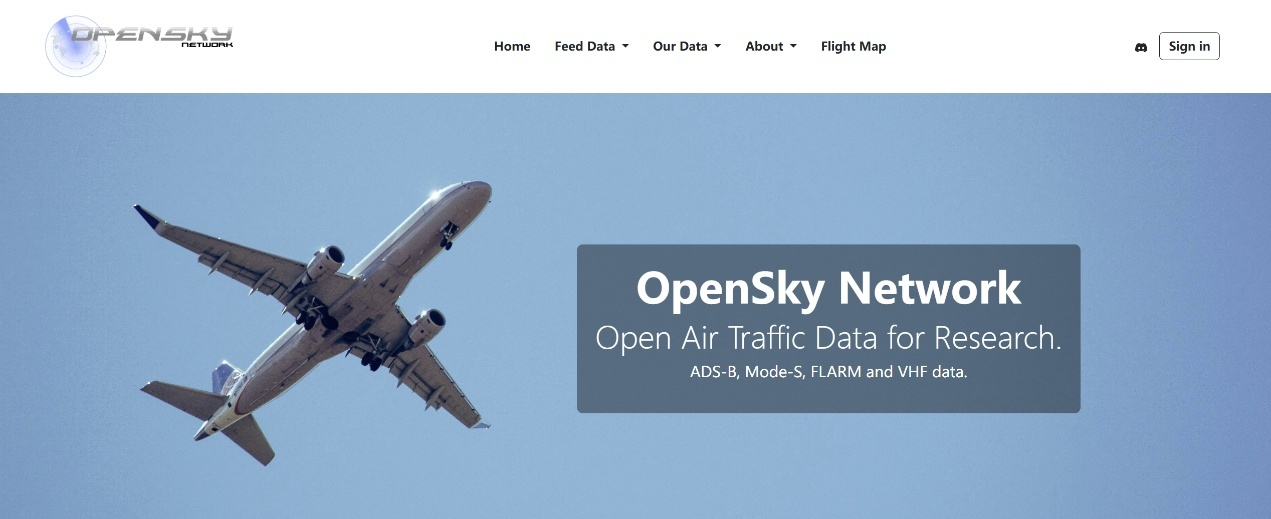 OPENSKY
NETWORK
Home
Feed Data
Our Data
About
Flight Map
Sign in
OpenSky Network
Open Air Traffic Data for Research.
ADS-B, Mode-S, FLARM and VHF data.